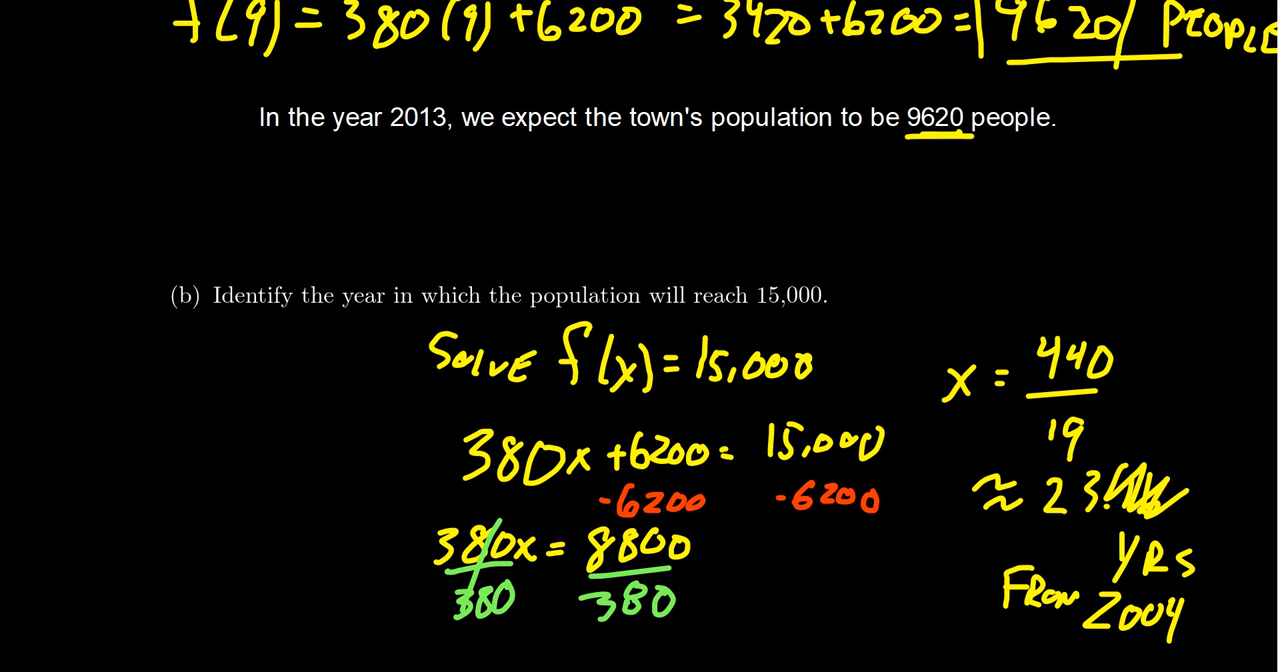 f(9) = 380(9) + 6200 = 3420 + 6200 = 9620 PEOPLE
In the year 2013, we expect the town's population to be 9620 people.
(b) Identify the year in which the population will reach 15,000.
SOLVE f(x) = 15,000
380x + 6200 = 15,000
-6200 -6200
380x = 8800
380 380
x = 440
19
≈ 23.
YRS
FROM 2004